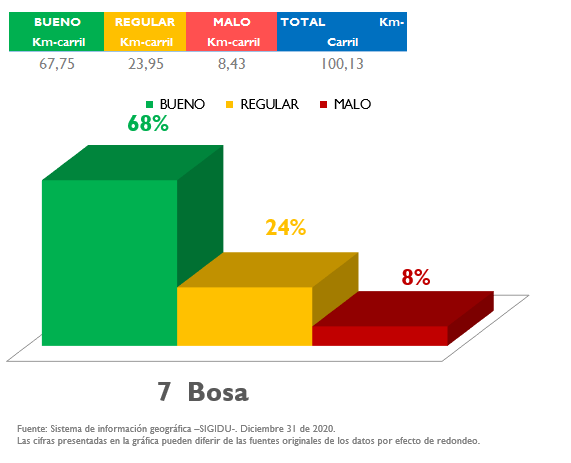 BUENO REGULAR MALO TOTAL Km-
Km-carril Km-carril Km-carril Carril
67,75 23,95 8,43 100,13
BUENO REGULAR MALO
68%
24%
8%
7 Bosa
Fuente: Sistema de información geográfica –SIGIDU-. Diciembre 31 de 2020.
Las cifras presentadas en la gráfica pueden diferir de las fuentes originales de los datos por efecto de redondeo.